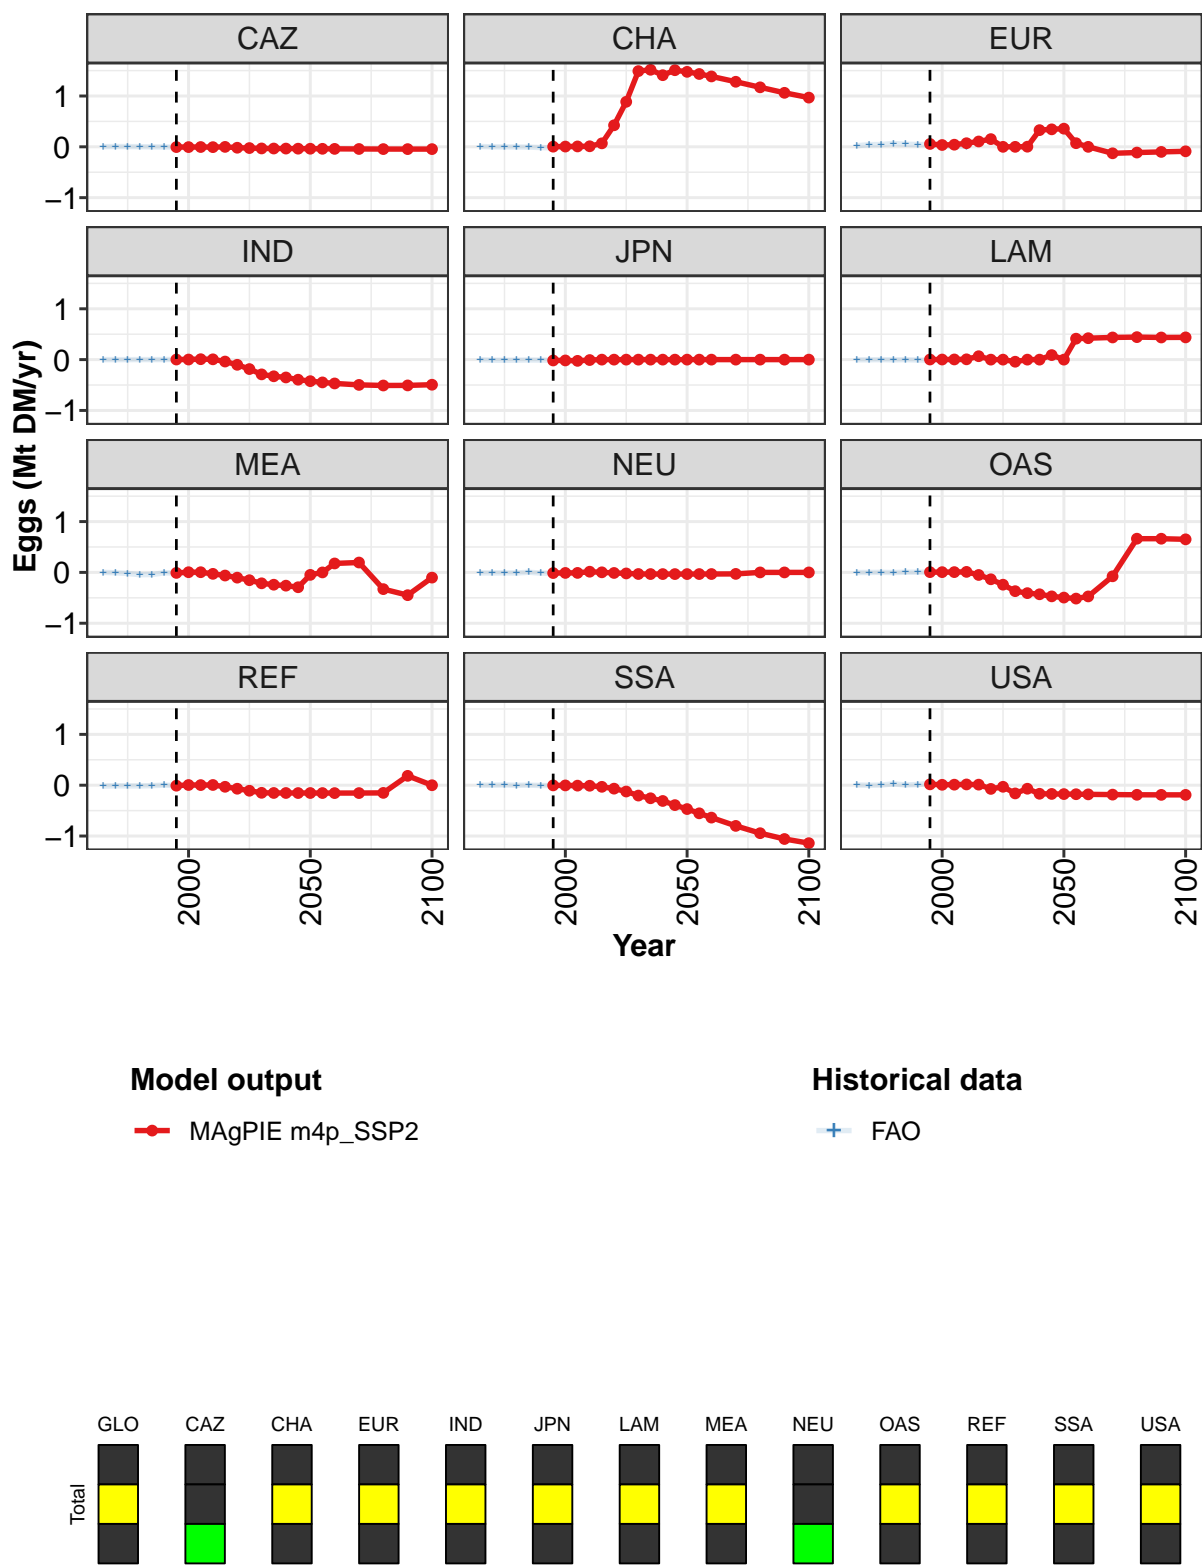 CAZ CHA EUR
1
0
−1
IND JPN LAM
1
0
−1
MEA NEU OAS
1
0
−1
REF SSA USA
1
0
−1
Eggs (Mt DM/yr)
2000 2050 2100 2000 2050 2100 2000 2050 2100
Year
Model output Historical data
MAgPIE m4p_SSP2 FAO
GLO CAZ CHA EUR IND JPN LAM MEA NEU OAS REF SSA USA
Total